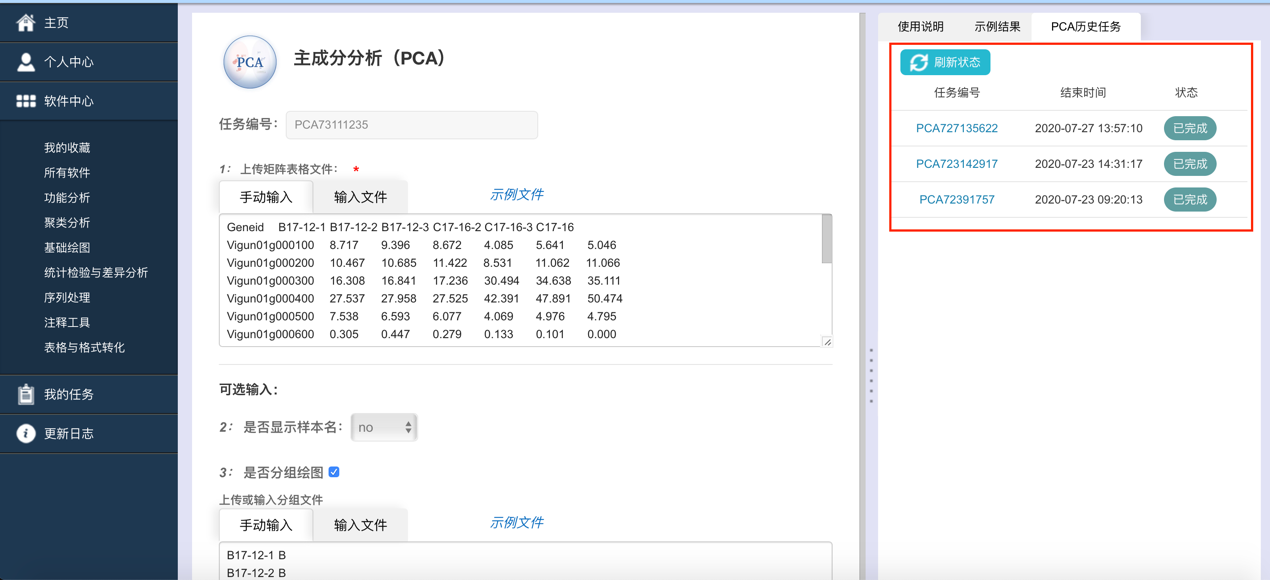 主页
个人中心
软件中心
我的收藏
所有软件
功能分析
聚类分析
基础绘图
统计检验与差异分析
序列处理
注释工具
表格与格式转化
我的任务
更新日志
PCA
主成分分析（PCA）
任务编号： PCA73111235
1： 上传矩阵表格文件： *
手动输入 输入文件 示例文件
Geneid B17-12-1 B17-12-2 B17-12-3 C17-16-2 C17-16-3 C17-16
Vigun01g000100 8.717 9.396 8.672 4.085 5.641 5.046
Vigun01g000200 10.467 10.685 11.422 8.531 11.062 11.066
Vigun01g000300 16.308 16.841 17.236 30.494 34.638 35.111
Vigun01g000400 27.537 27.958 27.525 42.391 47.891 50.474
Vigun01g000500 7.538 6.593 6.077 4.069 4.976 4.795
Vigun01g000600 0.305 0.447 0.279 0.133 0.101 0.000
可选输入：
2： 是否显示样本名： no
3： 是否分组绘图
上传或输入分组文件
手动输入 输入文件 示例文件
B17-12-1 B
B17-12-2 B
使用说明 示例结果 PCA历史任务
刷新状态
任务编号 结束时间 状态
PCA727135622 2020-07-27 13:57:10 已完成
PCA723142917 2020-07-23 14:31:17 已完成
PCA72391757 2020-07-23 09:20:13 已完成